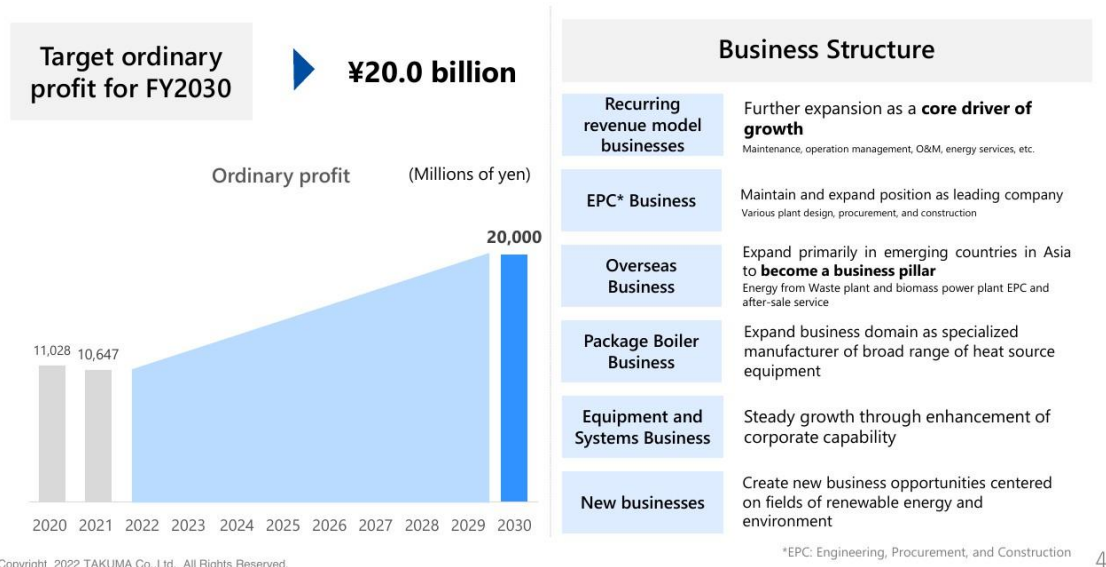 Target ordinary
profit for FY2030
¥20.0 billion
Ordinary profit
(Millions of yen)
20,000
11,028
10,647
2020 2021 2022 2023 2024 2025 2026 2027 2028 2029 2030
Business Structure
Recurring
revenue model
businesses
Further expansion as a core driver of
growth
Maintenance, operation management, O&M, energy services, etc.
EPC* Business
Maintain and expand position as leading company
Various plant design, procurement, and construction
Overseas
Business
Expand primarily in emerging countries in Asia
to become a business pillar
Energy from Waste plant and biomass power plant EPC and
after-sale service
Package Boiler
Business
Expand business domain as specialized
manufacturer of broad range of heat source
equipment
Equipment and
Systems Business
Steady growth through enhancement of
corporate capability
New businesses
Create new business opportunities centered
on fields of renewable energy and
environment
*EPC: Engineering, Procurement, and Construction
Copyright 2022 TAKUMA Co.,Ltd. All Rights Reserved.
4